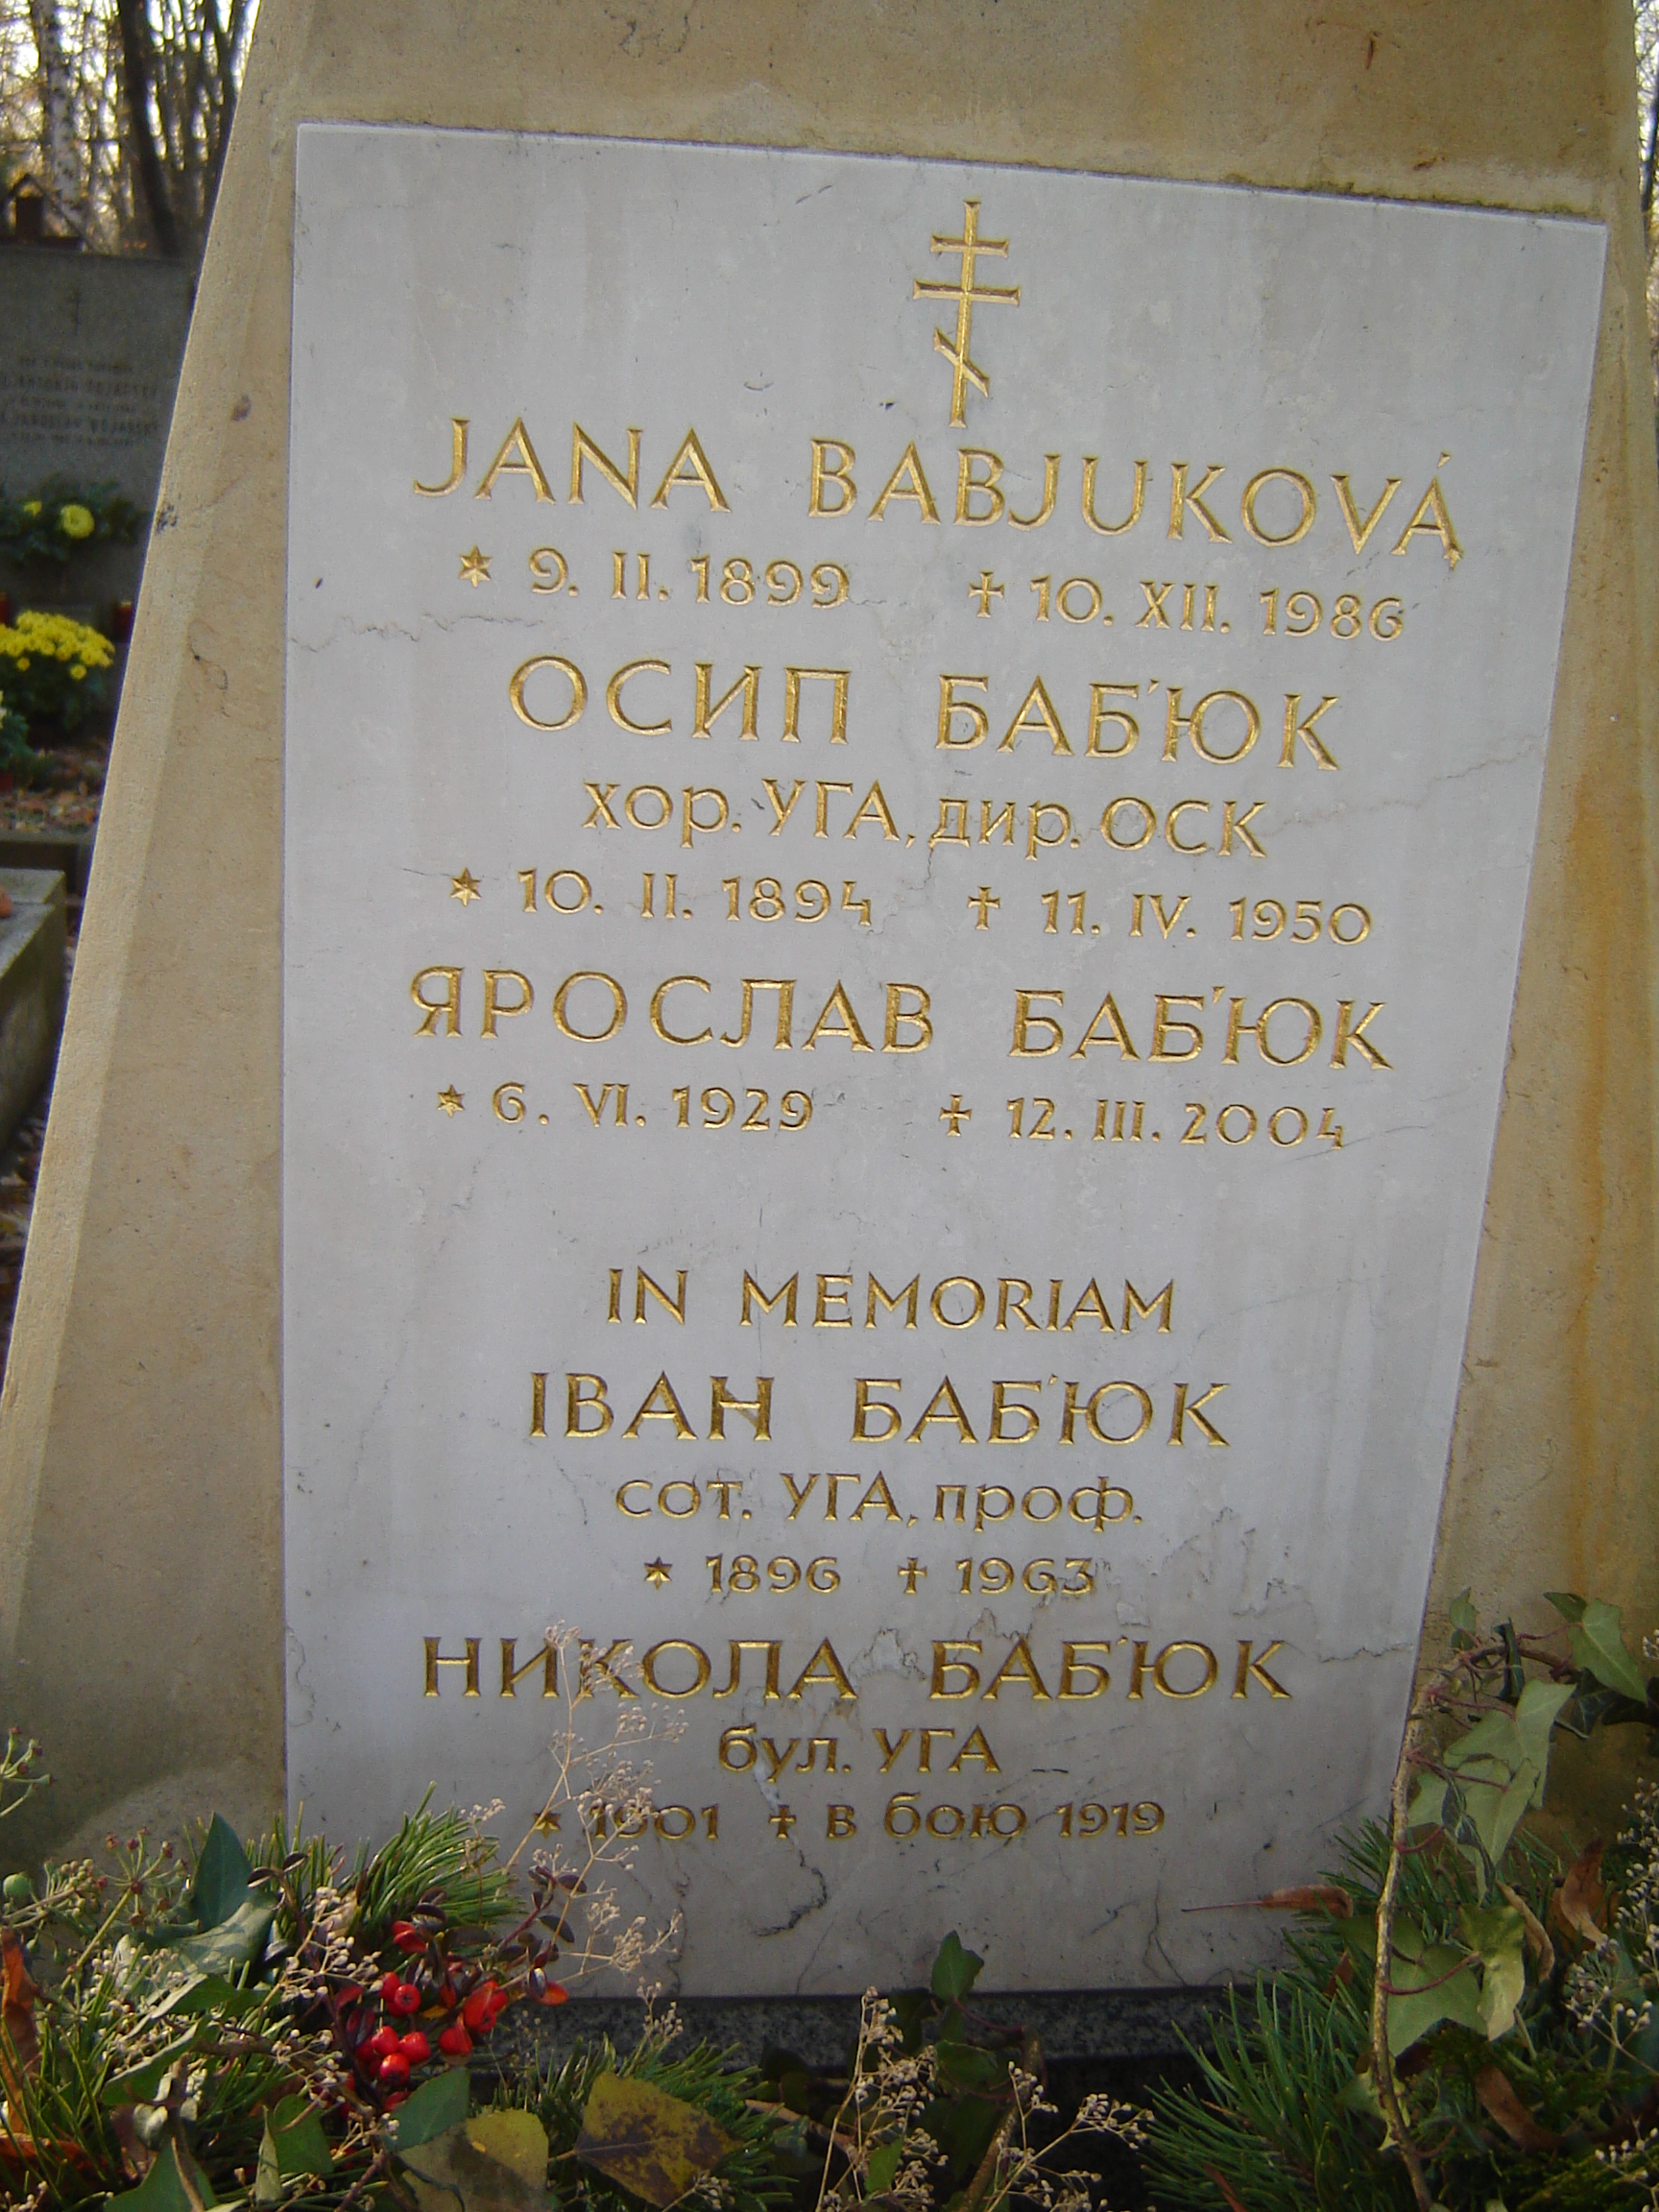 JANA BABJUKOVÁ
* 9. II. 1899 † 10. XII. 1986
ОСИП БАБ'ЮК
хор. УГА, дир. ОСК
* 10. II. 1894 † 11. IV. 1950
ЯРОСЛАВ БАБ'ЮК
* 6. VI. 1929 † 12. III. 2004
IN MEMORIAM
ІВАН БАБ'ЮК
сот. УГА, проф.
* 1896 † 1963
НИКОЛА БАБ'ЮК
бул. УГА
* 1901 † в бою 1919